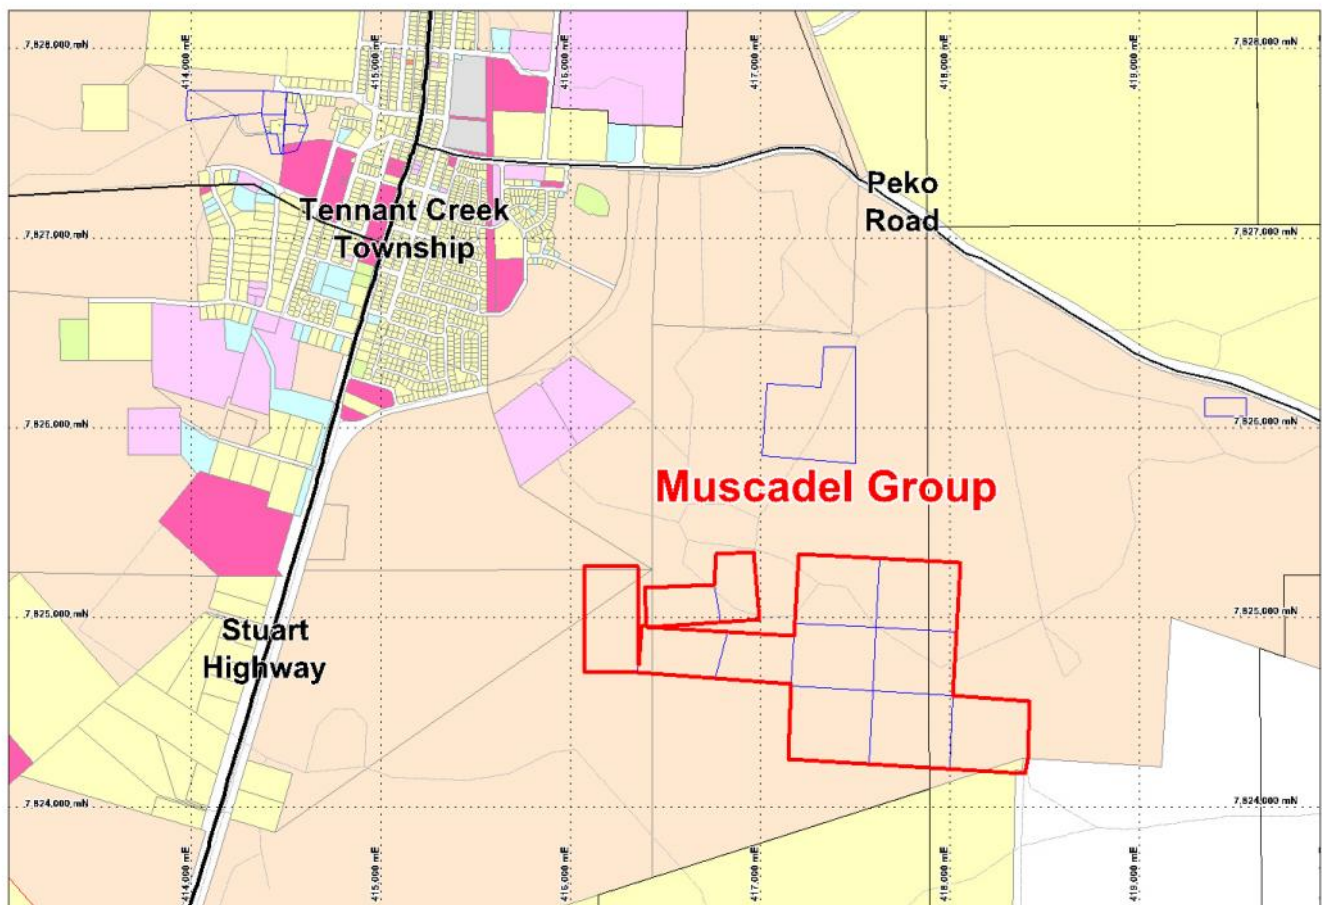 414,000 mE
415,000 mE
416,000 mE
417,000 mE
418,000 mE
419,000 mE
7,828,000 mN
7,828,000 mN
Peko
Road
Tennant Creek
Township
7,827,000 mN
7,827,000 mN
7,826,000 mN
7,826,000 mN
Muscadel Group
7,825,000 mN
7,825,000 mN
Stuart
Highway
7,824,000 mN
7,824,000 mN
414,000 mE
415,000 mE
416,000 mE
417,000 mE
418,000 mE
419,000 mE